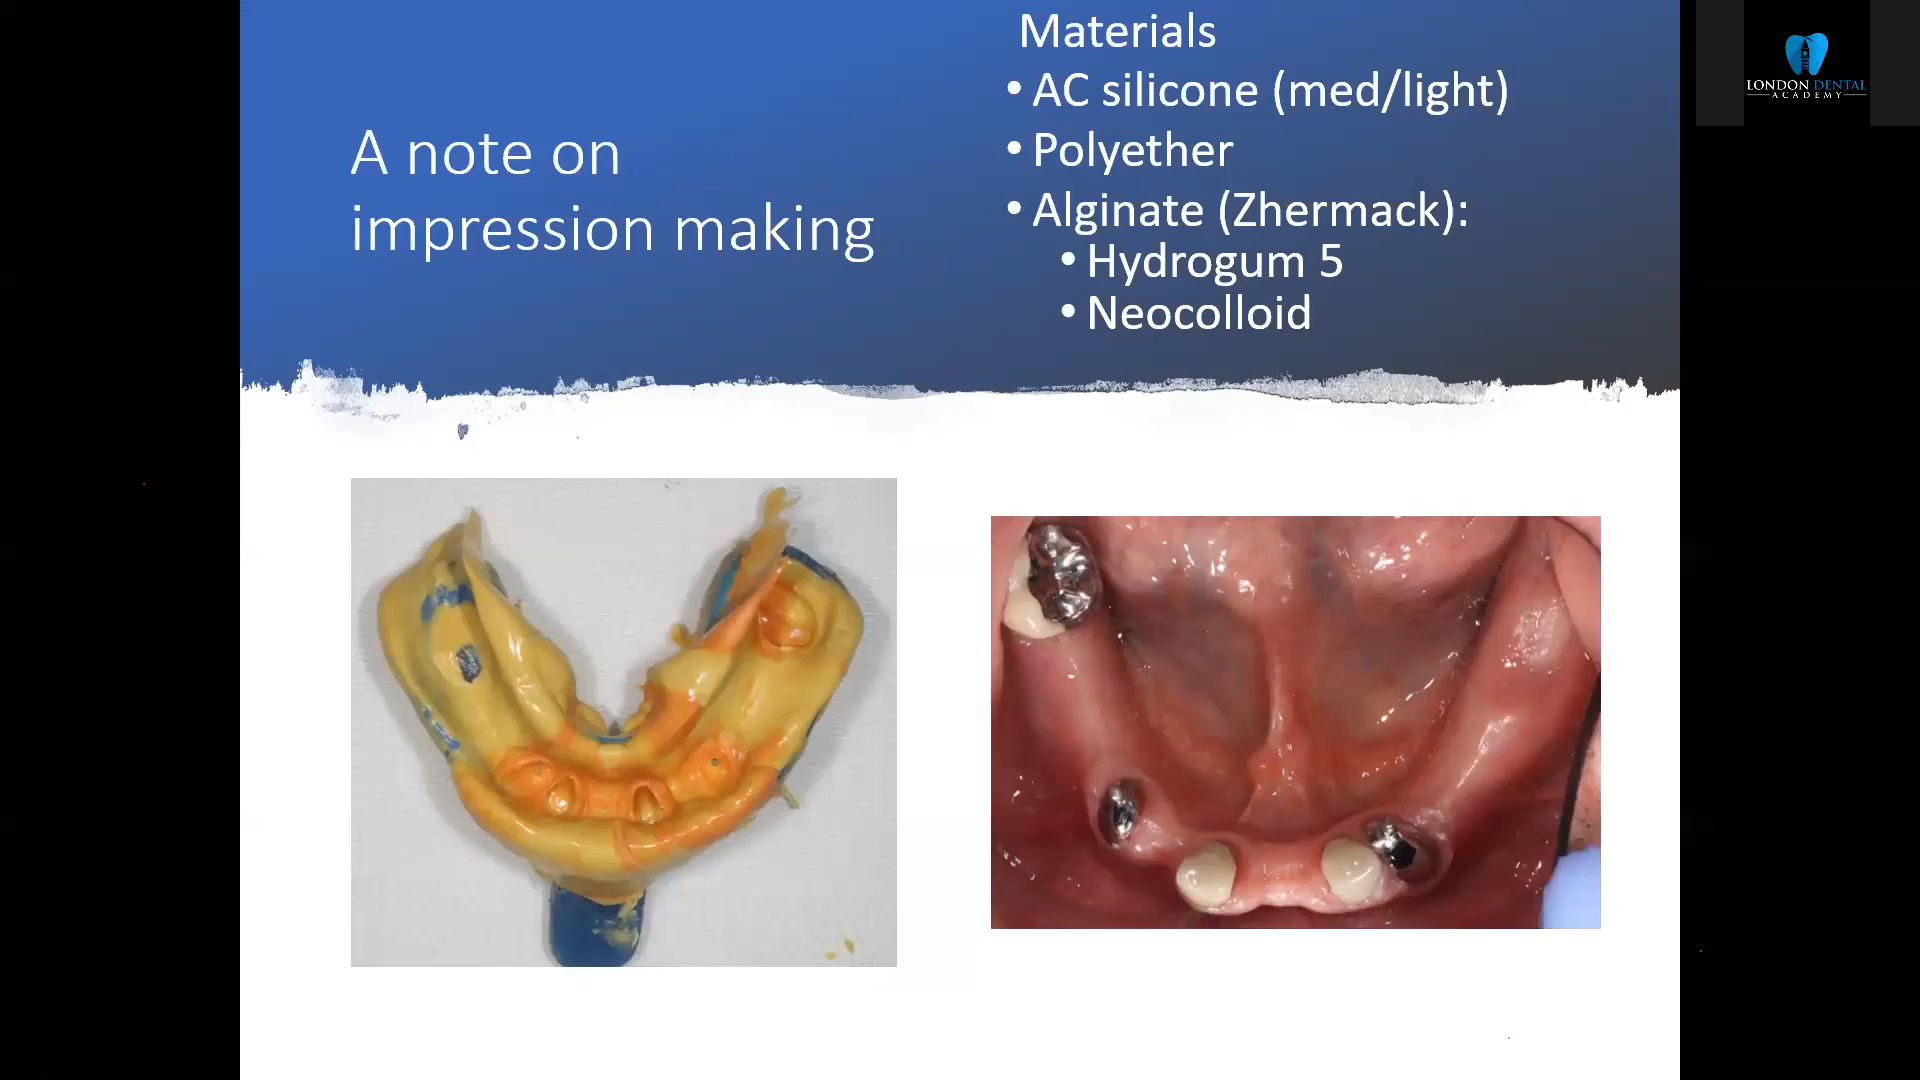 A note on
impression making
Materials
• AC silicone (med/light)
• Polyether
• Alginate (Zhermack):
• Hydrogum 5
• Neocolloid
LONDON DENTAL
ACADEMY